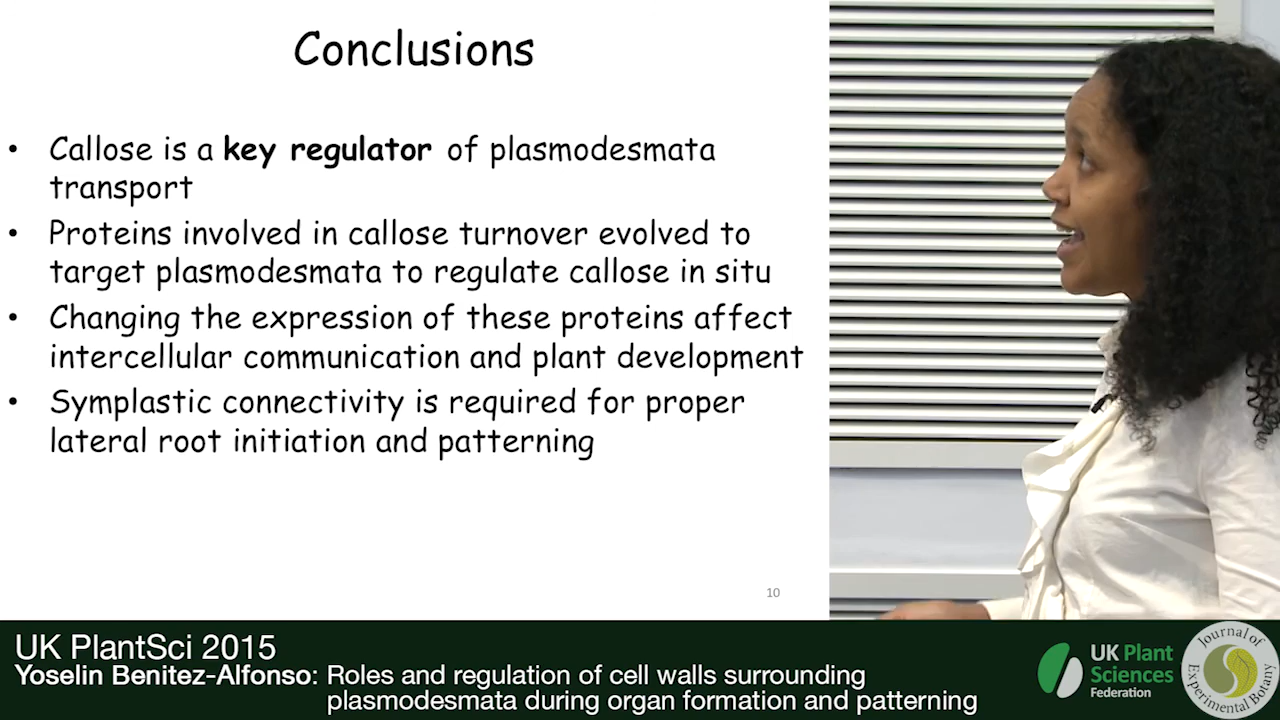 Conclusions
• Callose is a key regulator of plasmodesmata
transport
• Proteins involved in callose turnover evolved to
target plasmodesmata to regulate callose in situ
• Changing the expression of these proteins affect
intercellular communication and plant development
• Symplastic connectivity is required for proper
lateral root initiation and patterning
10
UK PlantSci 2015
Yoselin Benitez-Alfonso: Roles and regulation of cell walls surrounding
plasmodesmata during organ formation and patterning
UK Plant
Sciences
Federation
Journal of
Experimental Botany